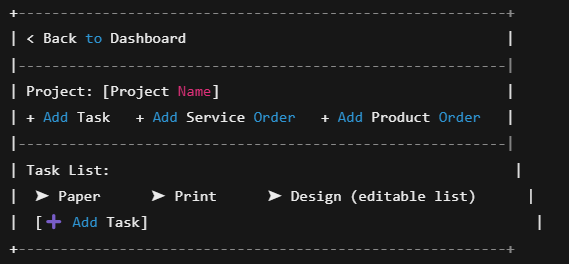 +----------------------------------------------------------+
| < Back to Dashboard                                      |
|----------------------------------------------------------|
| Project: [Project Name]                                  |
| + Add Task   + Add Service Order   + Add Product Order   |
|----------------------------------------------------------|
| Task List:                                                |
|  ➤ Paper      ➤ Print      ➤ Design (editable list)      |
|  [➕ Add Task]                                              |
+----------------------------------------------------------+